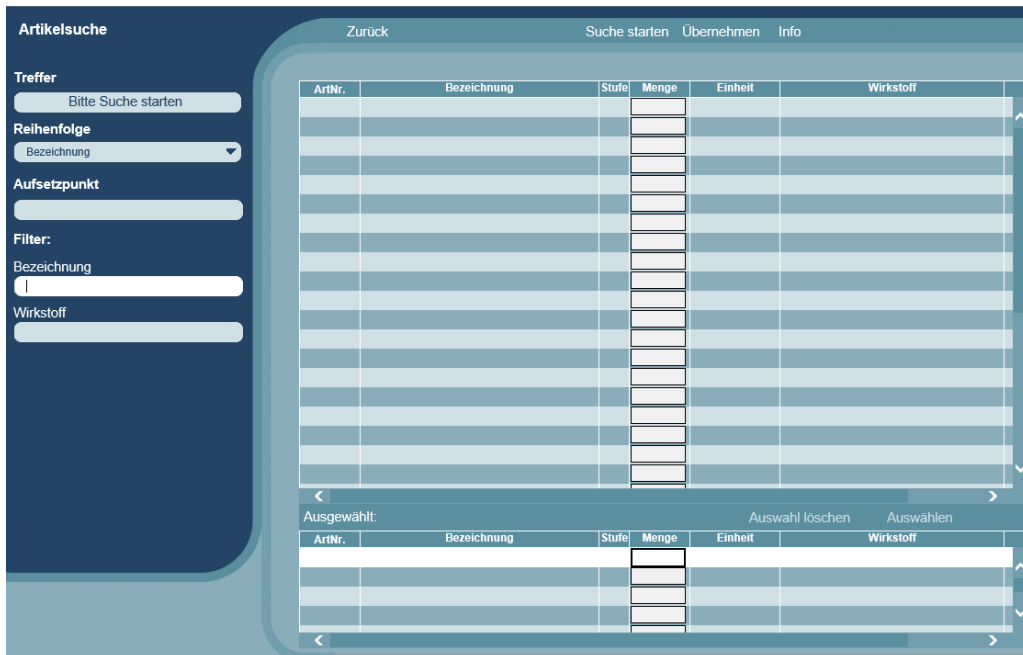 Artikelsuche
Zurück Suche starten Übernehmen Info
Treffer
Bitte Suche starten
Reihenfolge
Bezeichnung
Aufsetzpunkt
Filter:
Bezeichnung
Wirkstoff
ArtNr. Bezeichnung Stufe Menge Einheit Wirkstoff
Ausgewählt: Auswahl löschen Auswählen
ArtNr. Bezeichnung Stufe Menge Einheit Wirkstoff